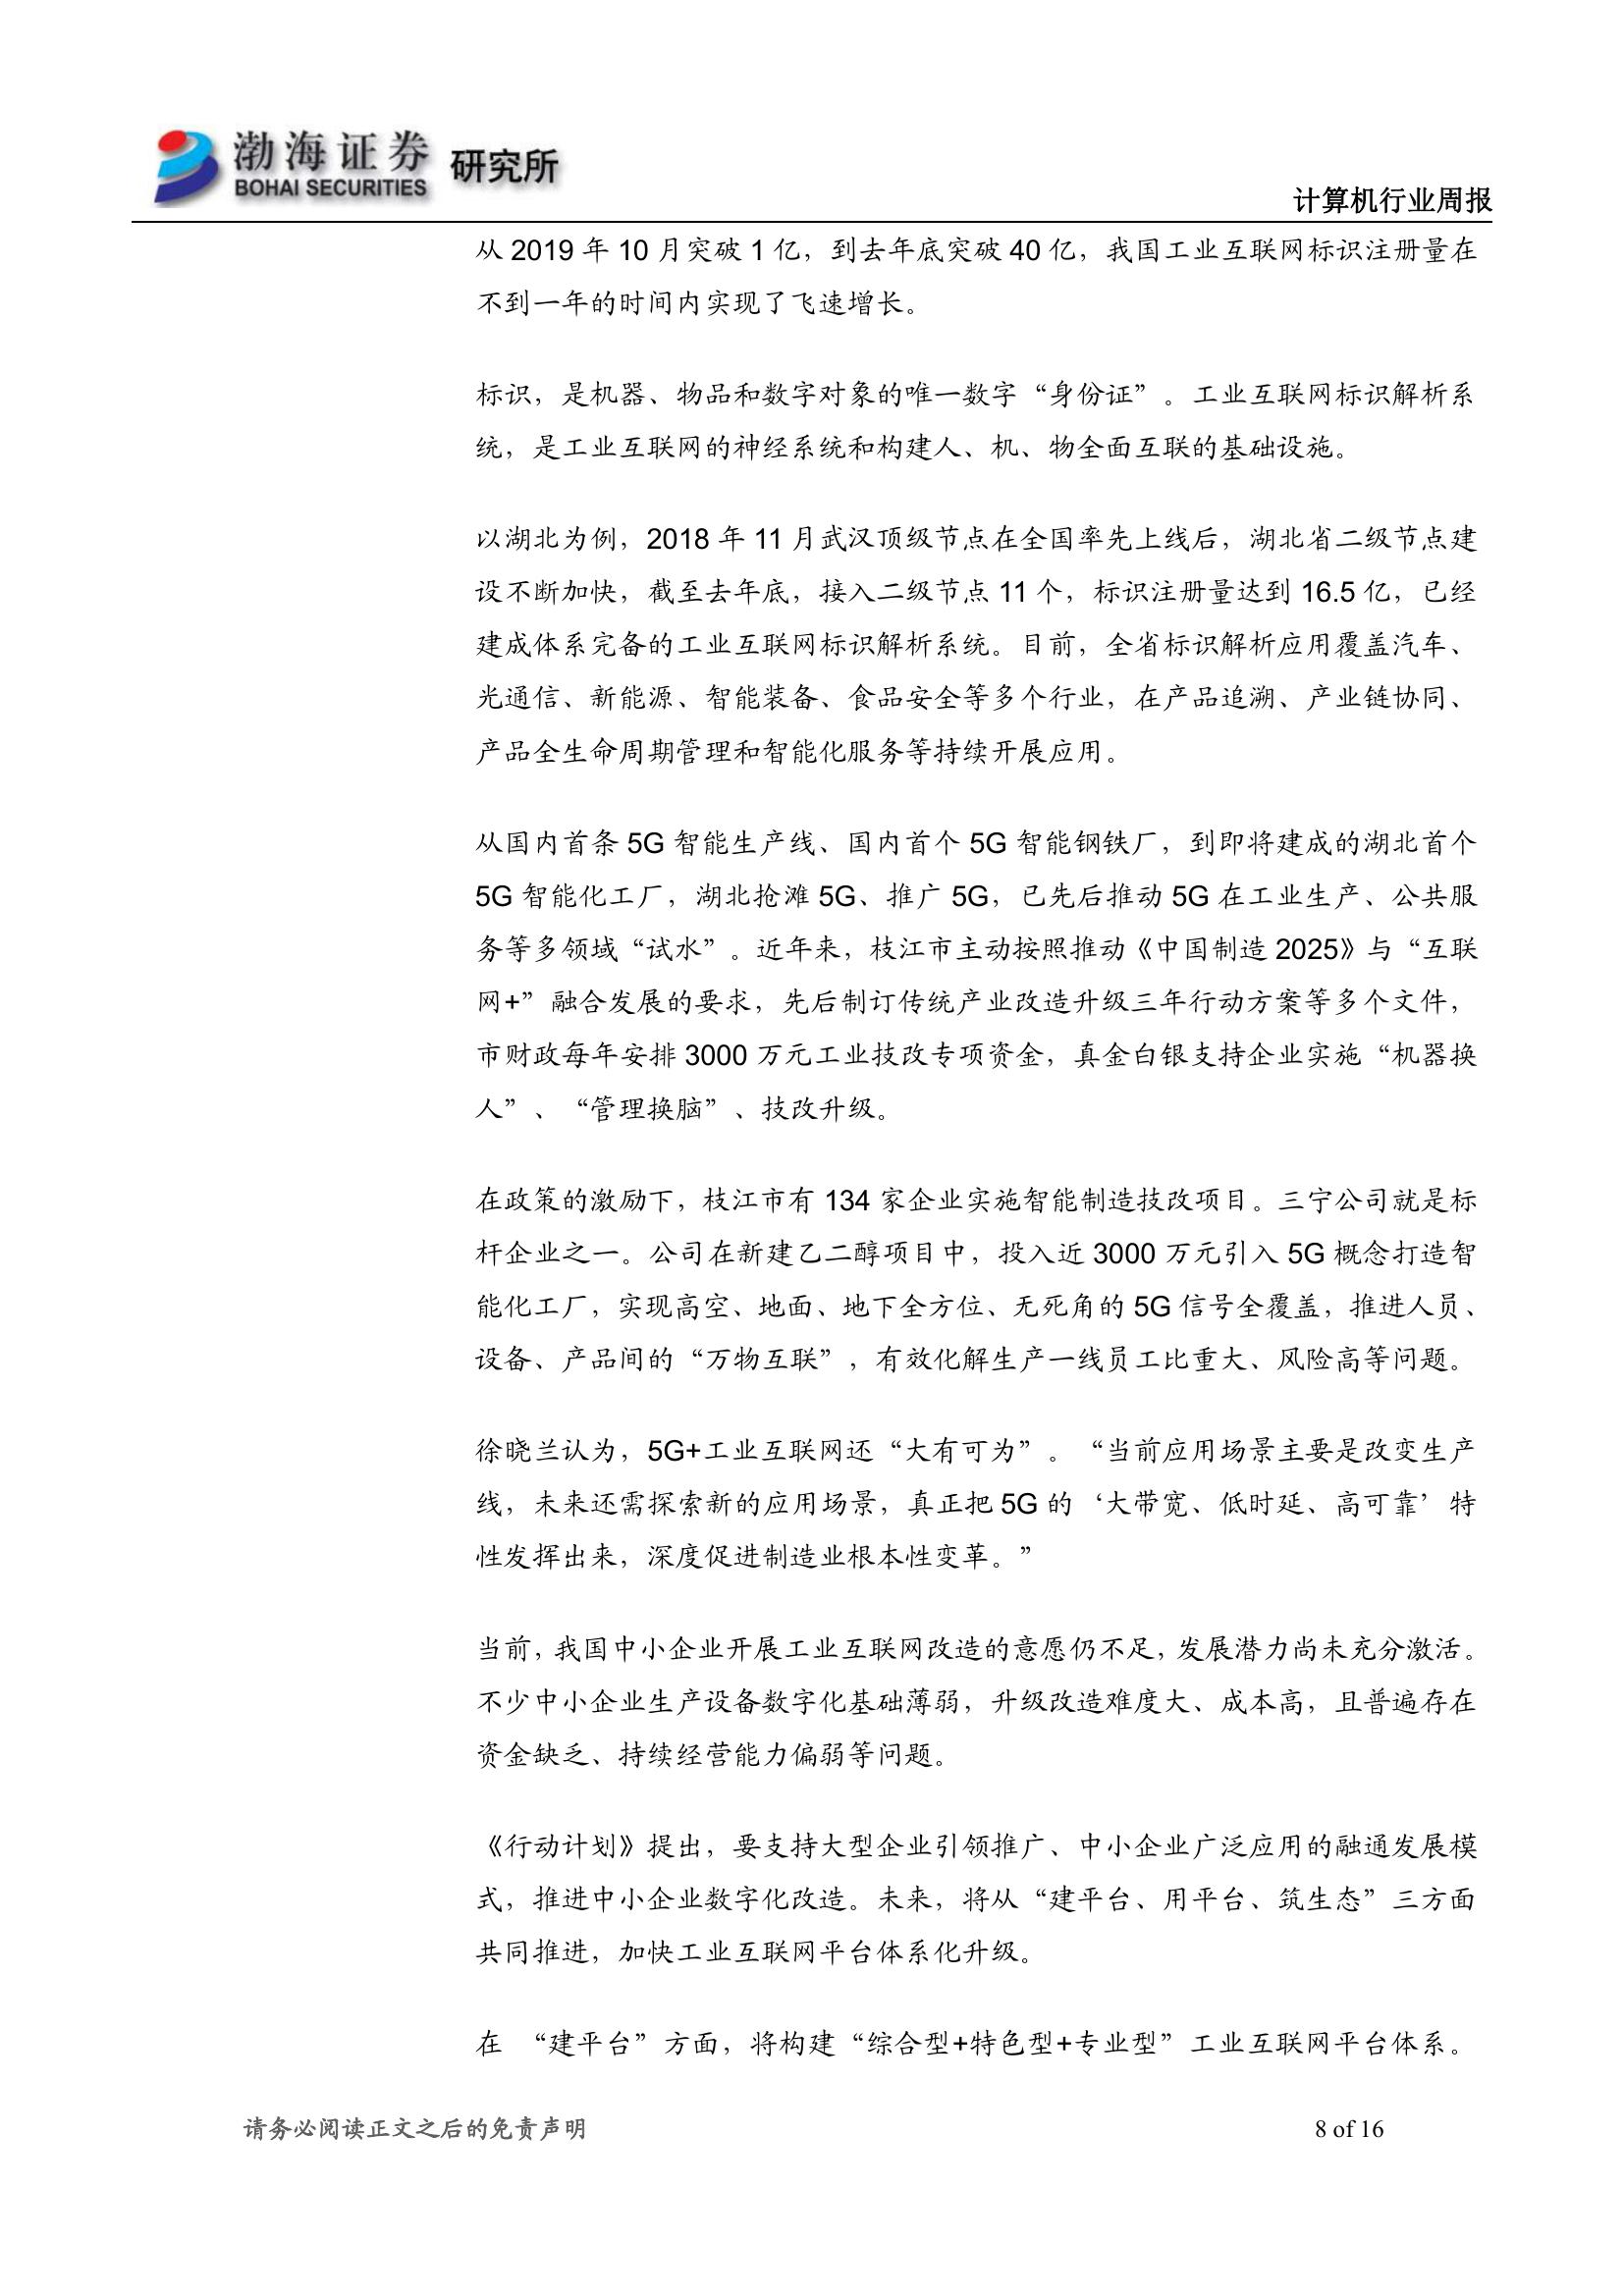 渤海证券 研究所
BOHAI SECURITIES
计算机行业周报
从 2019 年 10 月突破 1 亿，到去年底突破 40 亿，我国工业互联网标识注册量在
不到一年的时间内实现了飞速增长。
标识，是机器、物品和数字对象的唯一数字“身份证”。工业互联网标识解析系
统，是工业互联网的神经系统和构建人、机、物全面互联的基础设施。
以湖北为例，2018 年 11 月武汉顶级节点在全国率先上线后，湖北省二级节点建
设不断加快，截至去年底，接入二级节点 11 个，标识注册量达到 16.5 亿，已经
建成体系完备的工业互联网标识解析系统。目前，全省标识解析应用覆盖汽车、
光通信、新能源、智能装备、食品安全等多个行业，在产品追溯、产业链协同、
产品全生命周期管理和智能化服务等持续开展应用。
从国内首条 5G 智能生产线、国内首个 5G 智能钢铁厂，到即将建成的湖北首个
5G 智能化工厂，湖北抢滩 5G、推广 5G，已先后推动 5G 在工业生产、公共服
务等多领域“试水”。近年来，枝江市主动按照推动《中国制造 2025》与“互联
网+”融合发展的要求，先后制订传统产业改造升级三年行动方案等多个文件，
市财政每年安排 3000 万元工业技改专项资金，真金白银支持企业实施“机器换
人”、“管理换脑”、技改升级。
在政策的激励下，枝江市有 134 家企业实施智能制造技改项目。三宁公司就是标
杆企业之一。公司在新建乙二醇项目中，投入近 3000 万元引入 5G 概念打造智
能化工厂，实现高空、地面、地下全方位、无死角的 5G 信号全覆盖，推进人员、
设备、产品间的“万物互联”，有效化解生产一线员工比重大、风险高等问题。
徐晓兰认为，5G+工业互联网还“大有可为”。“当前应用场景主要是改变生产
线，未来还需探索新的应用场景，真正把 5G 的‘大带宽、低时延、高可靠’特
性发挥出来，深度促进制造业根本性变革。”
当前，我国中小企业开展工业互联网改造的意愿仍不足，发展潜力尚未充分激活。
不少中小企业生产设备数字化基础薄弱，升级改造难度大、成本高，且普遍存在
资金缺乏、持续经营能力偏弱等问题。
《行动计划》提出，要支持大型企业引领推广、中小企业广泛应用的融通发展模
式，推进中小企业数字化改造。未来，将从“建平台、用平台、筑生态”三方面
共同推进，加快工业互联网平台体系化升级。
在 “建平台”方面，将构建“综合型+特色型+专业型”工业互联网平台体系。
请务必阅读正文之后的免责声明 8 of 16